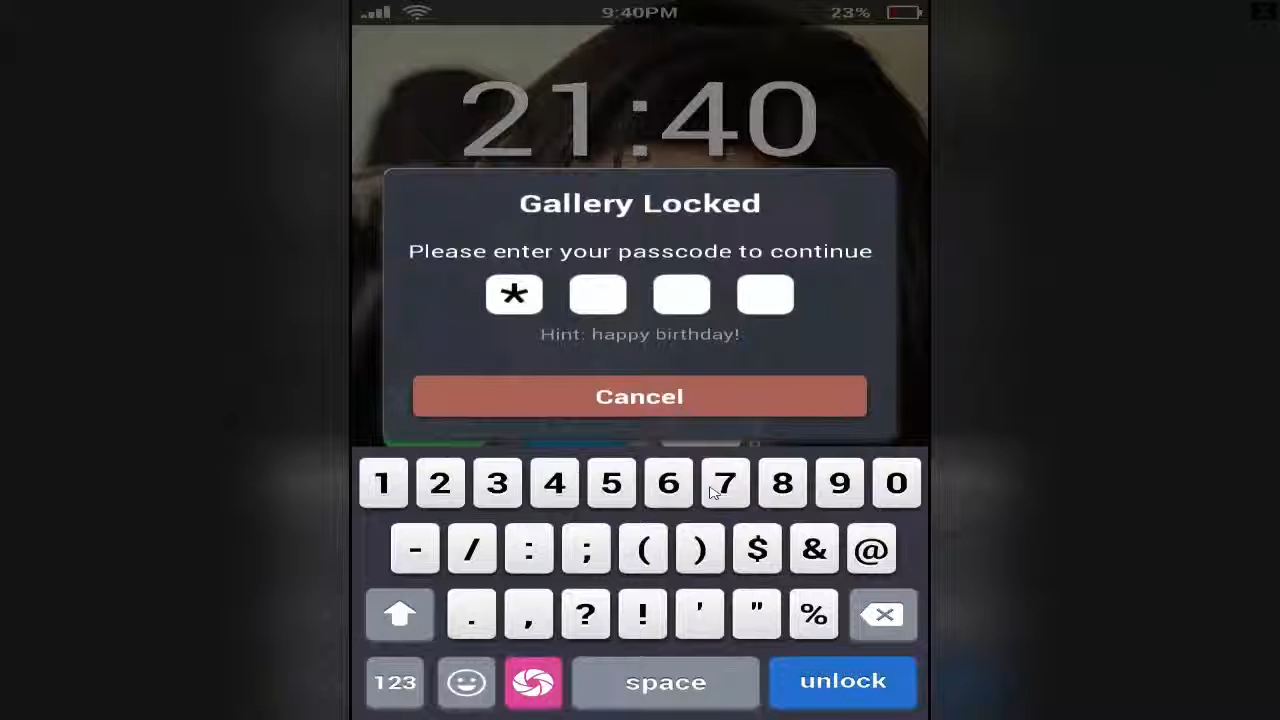 9:40PM 23%
21:40
Gallery Locked
Please enter your passcode to continue
*
Hint: happy birthday!
Cancel
1 2 3 4 5 6 7 8 9 0
- / : ; ( ) $ & @
. , ? ! ' " %
123 space unlock